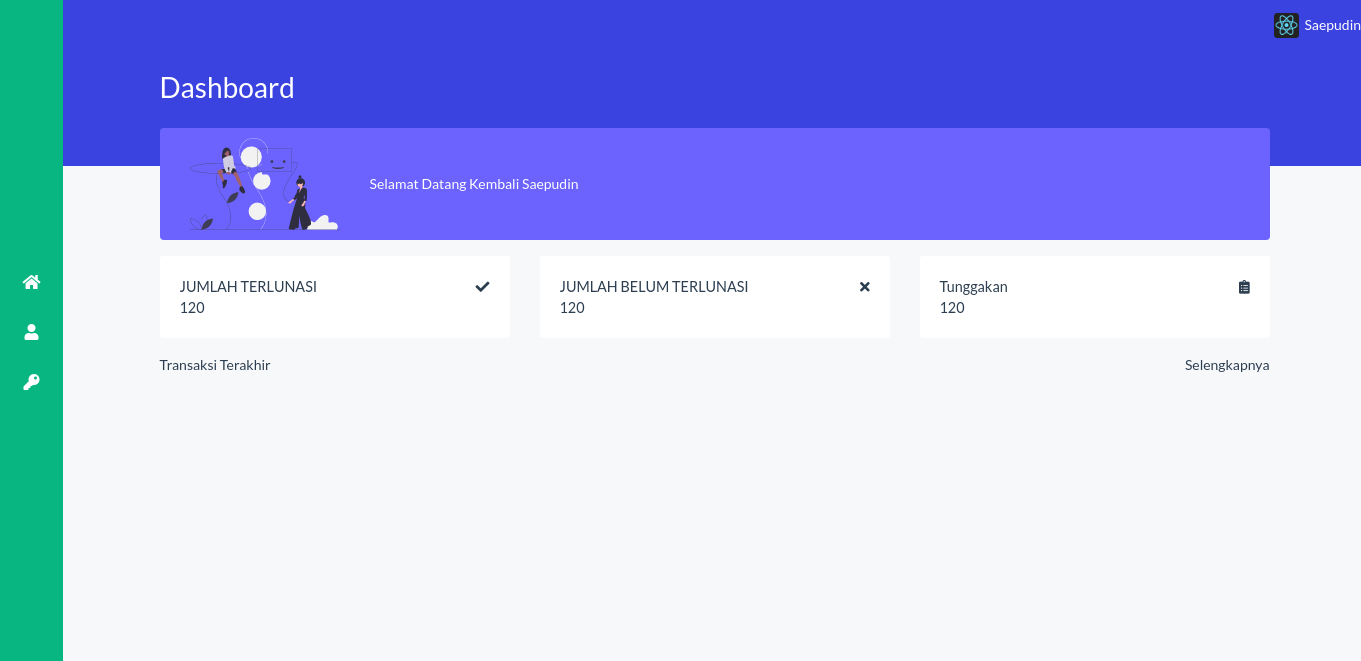 Saepudin
Dashboard
Selamat Datang Kembali Saepudin
JUMLAH TERLUNASI
120
JUMLAH BELUM TERLUNASI
120
Tunggakan
120
Transaksi Terakhir
Selengkapnya